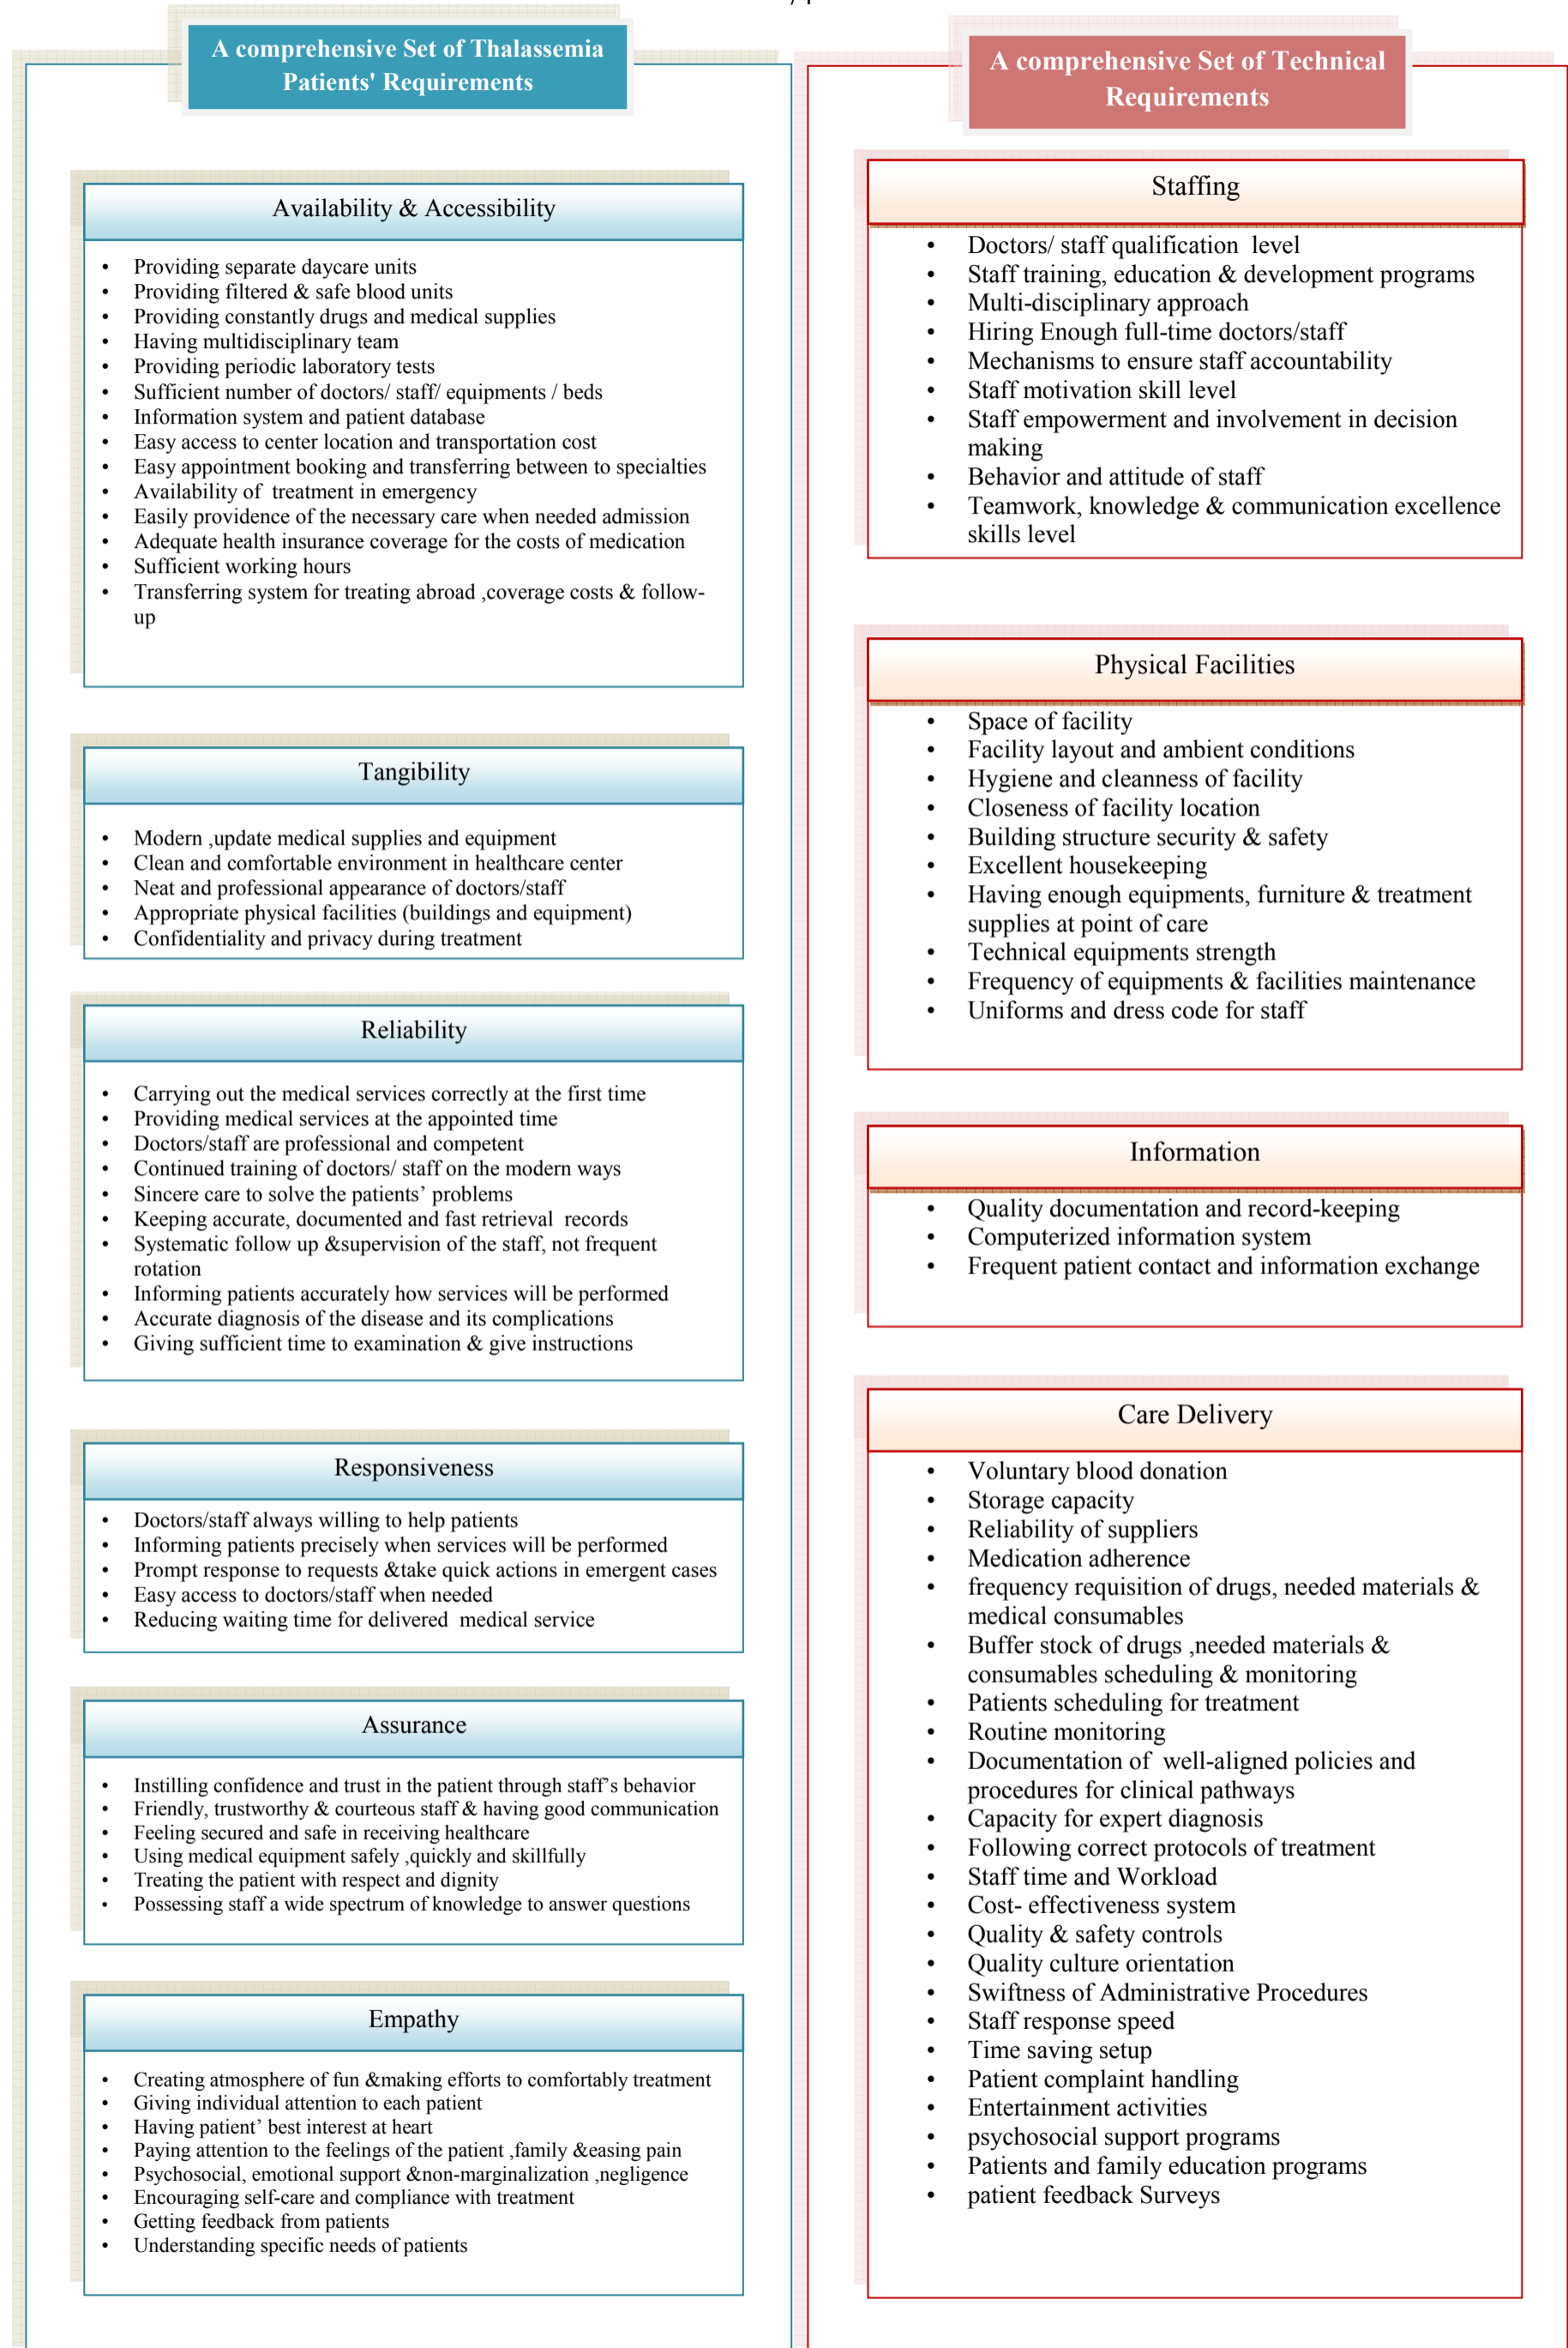 A comprehensive Set of Thalassemia
Patients' Requirements
Availability & Accessibility
• Providing separate daycare units
• Providing filtered & safe blood units
• Providing constantly drugs and medical supplies
• Having multidisciplinary team
• Providing periodic laboratory tests
• Sufficient number of doctors/ staff/ equipments / beds
• Information system and patient database
• Easy access to center location and transportation cost
• Easy appointment booking and transferring between to specialties
• Availability of treatment in emergency
• Easily providence of the necessary care when needed admission
• Adequate health insurance coverage for the costs of medication
• Sufficient working hours
• Transferring system for treating abroad ,coverage costs & follow-
up
Tangibility
• Modern ,update medical supplies and equipment
• Clean and comfortable environment in healthcare center
• Neat and professional appearance of doctors/staff
• Appropriate physical facilities (buildings and equipment)
• Confidentiality and privacy during treatment
Reliability
• Carrying out the medical services correctly at the first time
• Providing medical services at the appointed time
• Doctors/staff are professional and competent
• Continued training of doctors/ staff on the modern ways
• Sincere care to solve the patients’ problems
• Keeping accurate, documented and fast retrieval records
• Systematic follow up &supervision of the staff, not frequent
rotation
• Informing patients accurately how services will be performed
• Accurate diagnosis of the disease and its complications
• Giving sufficient time to examination & give instructions
Responsiveness
• Doctors/staff always willing to help patients
• Informing patients precisely when services will be performed
• Prompt response to requests &take quick actions in emergent cases
• Easy access to doctors/staff when needed
• Reducing waiting time for delivered medical service
Assurance
• Instilling confidence and trust in the patient through staff’s behavior
• Friendly, trustworthy & courteous staff & having good communication
• Feeling secured and safe in receiving healthcare
• Using medical equipment safely ,quickly and skillfully
• Treating the patient with respect and dignity
• Possessing staff a wide spectrum of knowledge to answer questions
Empathy
• Creating atmosphere of fun &making efforts to comfortably treatment
• Giving individual attention to each patient
• Having patient’ best interest at heart
• Paying attention to the feelings of the patient ,family &easing pain
• Psychosocial, emotional support &non-marginalization ,negligence
• Encouraging self-care and compliance with treatment
• Getting feedback from patients
• Understanding specific needs of patients
A comprehensive Set of Technical
Requirements
Staffing
• Doctors/ staff qualification level
• Staff training, education & development programs
• Multi-disciplinary approach
• Hiring Enough full-time doctors/staff
• Mechanisms to ensure staff accountability
• Staff motivation skill level
• Staff empowerment and involvement in decision
making
• Behavior and attitude of staff
• Teamwork, knowledge & communication excellence
skills level
Physical Facilities
• Space of facility
• Facility layout and ambient conditions
• Hygiene and cleanness of facility
• Closeness of facility location
• Building structure security & safety
• Excellent housekeeping
• Having enough equipments, furniture & treatment
supplies at point of care
• Technical equipments strength
• Frequency of equipments & facilities maintenance
• Uniforms and dress code for staff
Information
• Quality documentation and record-keeping
• Computerized information system
• Frequent patient contact and information exchange
Care Delivery
• Voluntary blood donation
• Storage capacity
• Reliability of suppliers
• Medication adherence
• frequency requisition of drugs, needed materials &
medical consumables
• Buffer stock of drugs ,needed materials &
consumables scheduling & monitoring
• Patients scheduling for treatment
• Routine monitoring
• Documentation of well-aligned policies and
procedures for clinical pathways
• Capacity for expert diagnosis
• Following correct protocols of treatment
• Staff time and Workload
• Cost- effectiveness system
• Quality & safety controls
• Quality culture orientation
• Swiftness of Administrative Procedures
• Staff response speed
• Time saving setup
• Patient complaint handling
• Entertainment activities
• psychosocial support programs
• Patients and family education programs
• patient feedback Surveys